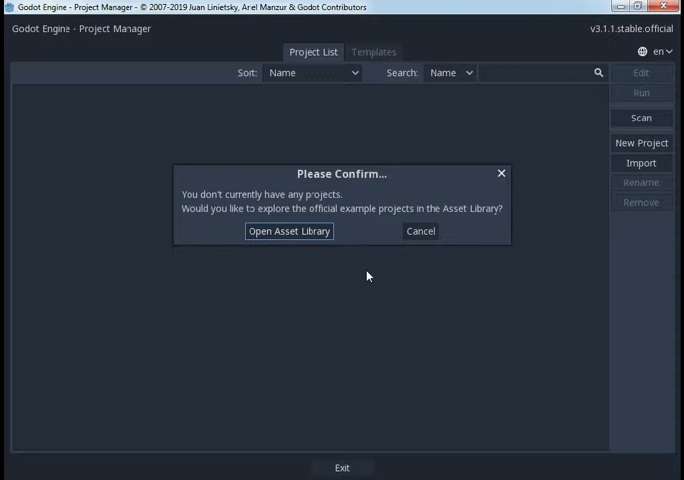 Godot Engine - Project Manager - © 2007-2019 Juan Linietsky, Ariel Manzur & Godot Contributors
Godot Engine - Project Manager
v3.1.1.stable.official
Project List
Templates
en
Sort:
Name
Search:
Name
Edit
Run
Scan
New Project
Import
Rename
Remove
Please Confirm...
You don't currently have any projects.
Would you like to explore the official example projects in the Asset Library?
Open Asset Library
Cancel
Exit